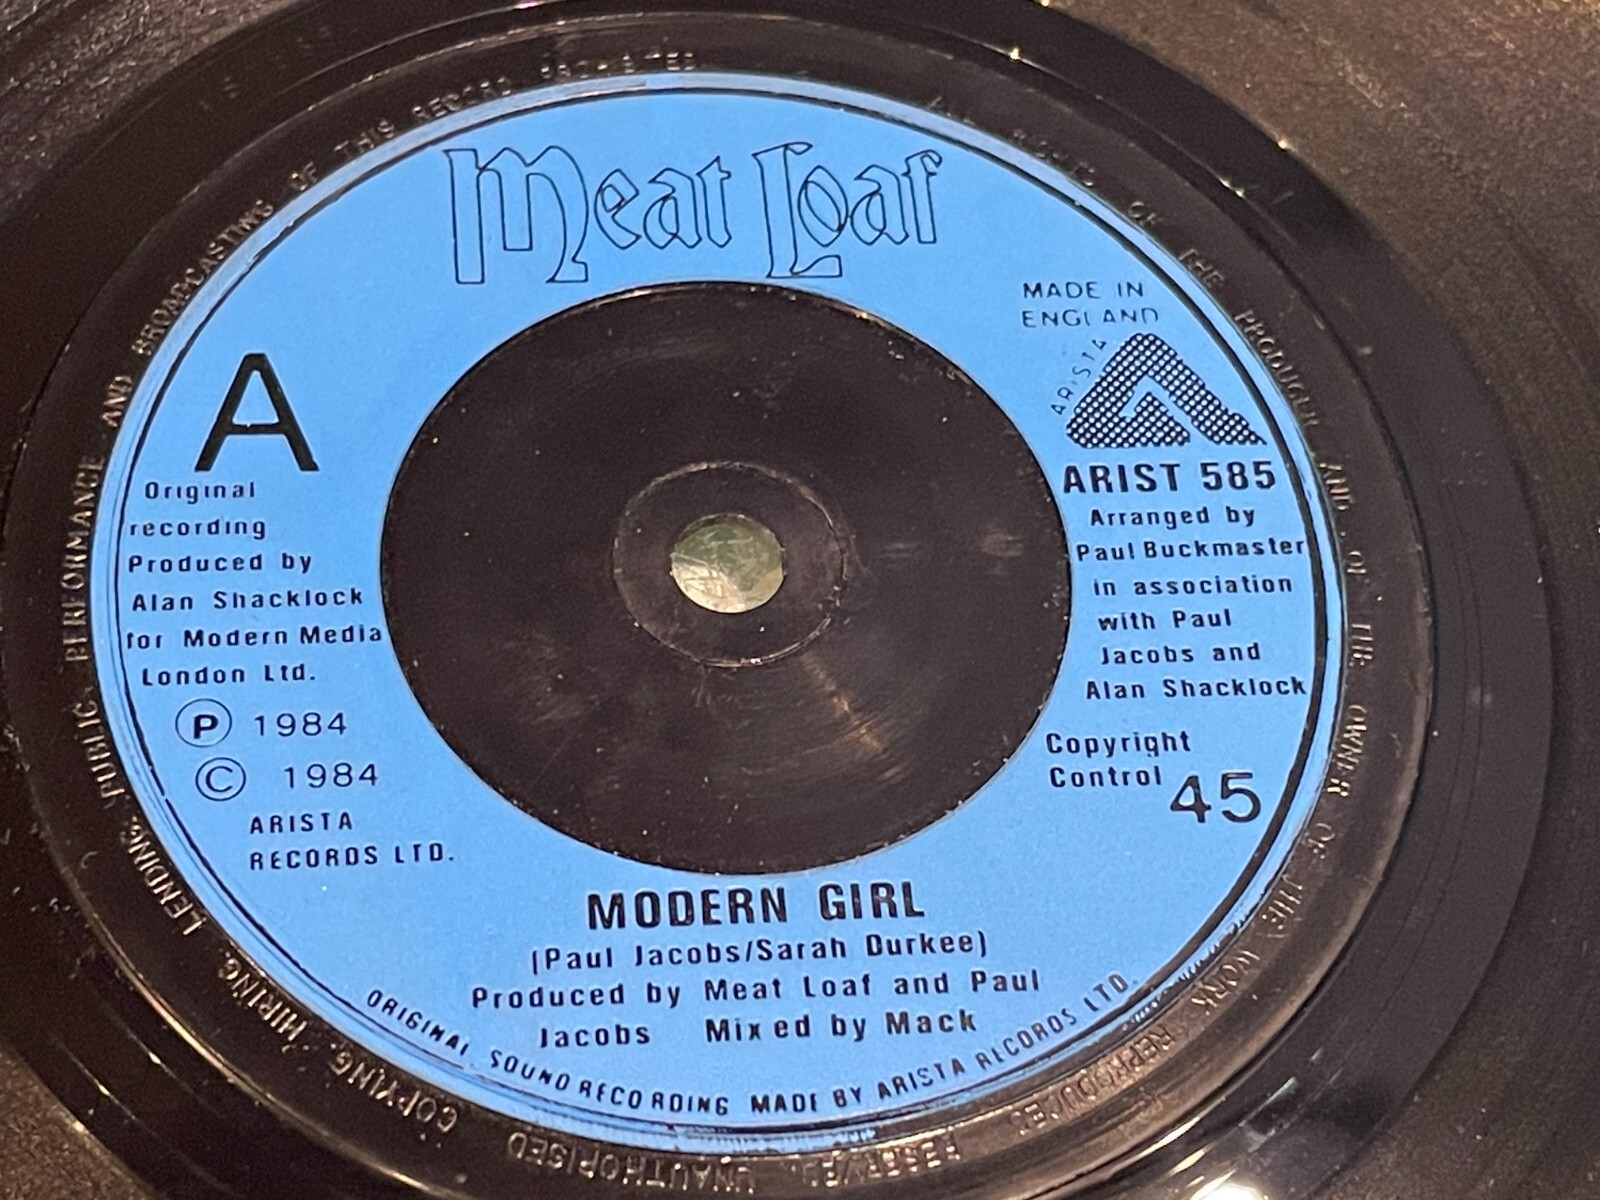 Meat Loaf
MADE IN
ENGLAND
ARISTA
A
ARIST 585
Original
recording
Produced by
Alan Shacklock
for Modern Media
London Ltd.
P 1984
C 1984
ARISTA
RECORDS LTD.
Arranged by
Paul Buckmaster
in association
with Paul
Jacobs and
Alan Shacklock
Copyright
Control
45
MODERN GIRL
(Paul Jacobs/Sarah Durkee)
Produced by Meat Loaf and Paul
Jacobs Mixed by Mack
ORIGINAL SOUND RECORDING MADE BY ARISTA RECORDS LTD.
ALL RIGHTS OF THE PRODUCER AND OF THE OWNER OF THE WORK REPRODUCED RESERVED. UNAUTHORISED COPYING, HIRING, LENDING, PUBLIC PERFORMANCE AND BROADCASTING OF THIS RECORD PROHIBITED